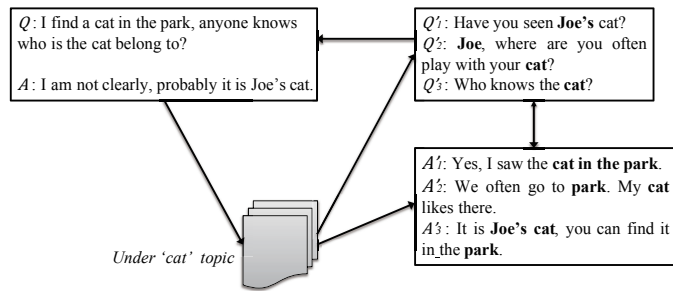 Q: I find a cat in the park, anyone knows
who is the cat belong to?
A: I am not clearly, probably it is Joe's cat.
Q'1: Have you seen Joe's cat?
Q'2: Joe, where are you often
play with your cat?
Q'3: Who knows the cat?
A'1: Yes, I saw the cat in the park.
A'2: We often go to park. My cat
likes there.
A'3: It is Joe's cat, you can find it
in the park.
Under 'cat' topic